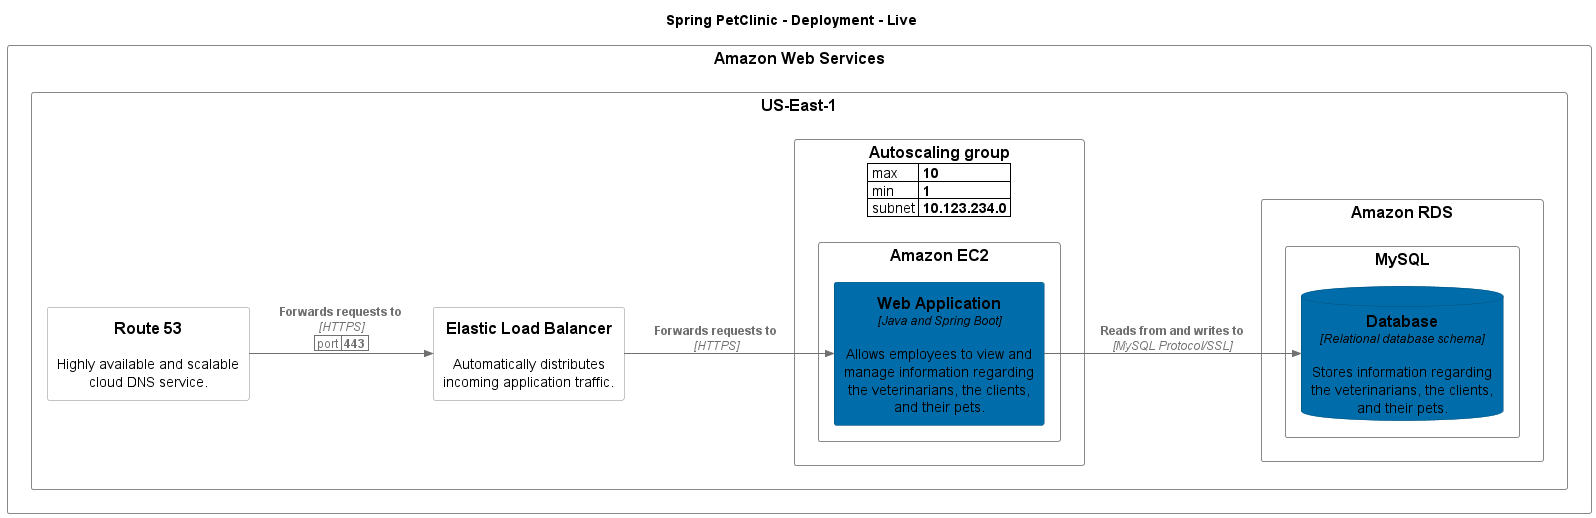 Spring PetClinic - Deployment - Live
Amazon Web Services
US-East-1
Route 53
Highly available and scalable
cloud DNS service.
Forwards requests to
[HTTPS]
port 443
Elastic Load Balancer
Automatically distributes
incoming application traffic.
Forwards requests to
[HTTPS]
Autoscaling group
max 10
min 1
subnet 10.123.234.0
Amazon EC2
Web Application
[Java and Spring Boot]
Allows employees to view and
manage information regarding
the veterinarians, the clients,
and their pets.
Reads from and writes to
[MySQL Protocol/SSL]
Amazon RDS
MySQL
Database
[Relational database schema]
Stores information regarding
the veterinarians, the clients,
and their pets.